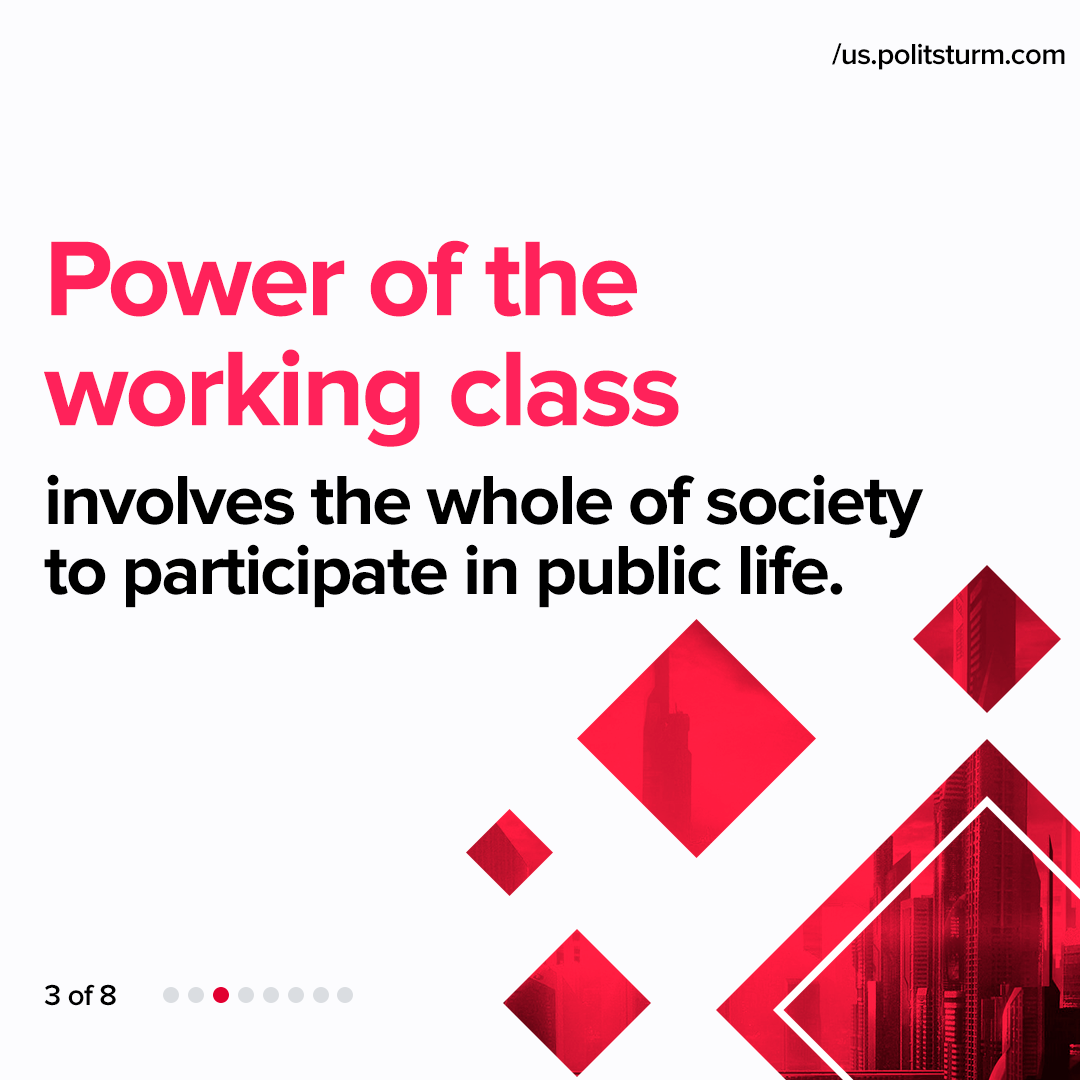 /us.politsturm.com
Power of the
working class
involves the whole of society
to participate in public life.
3 of 8